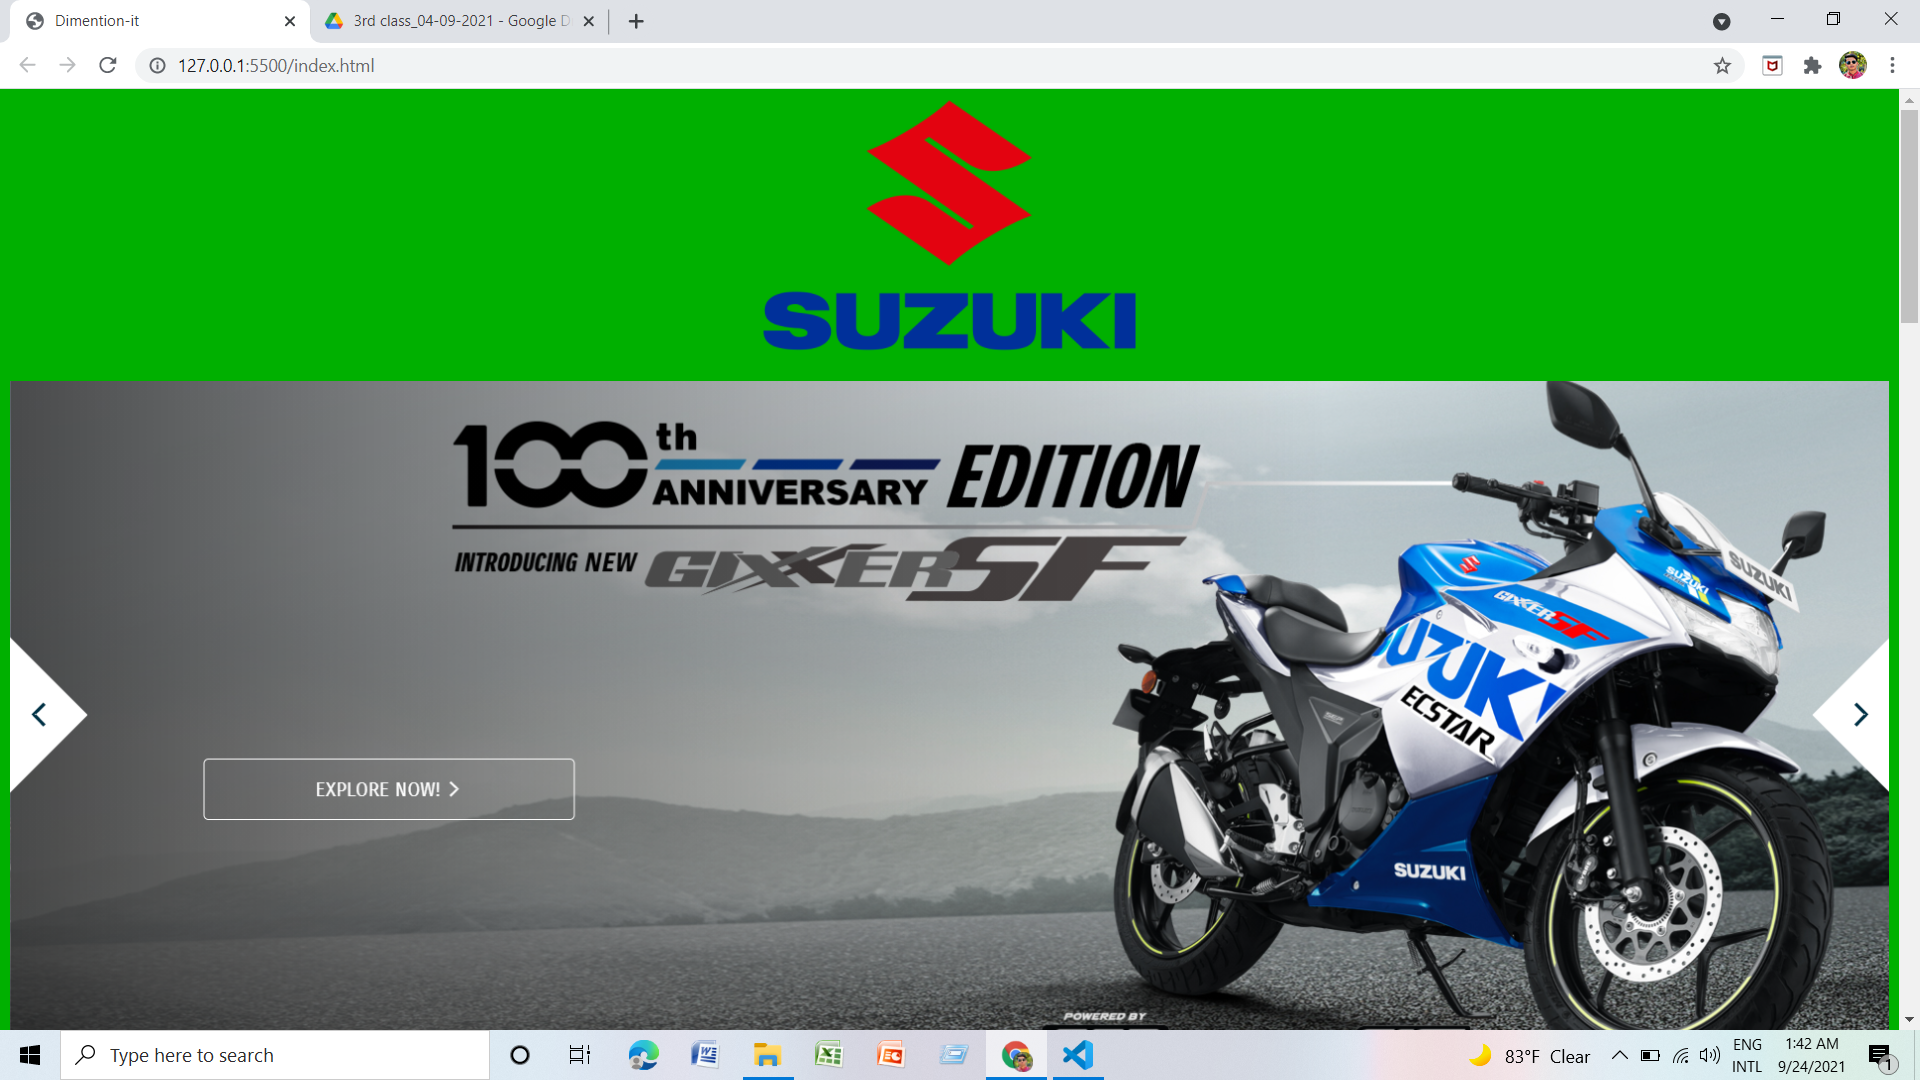 Dimention-it
3rd class_04-09-2021 - Google D
127.0.0.1:5500/index.html
SUZUKI
100th ANNIVERSARY EDITION
INTRODUCING NEW GIXXER SF
SUZUKI
SUZUKI
GIXXER SF
SUZUKI
ECSTAR
EXPLORE NOW!
SUZUKI
POWERED BY
Type here to search
83°F Clear
ENG
INTL
1:42 AM
9/24/2021
1